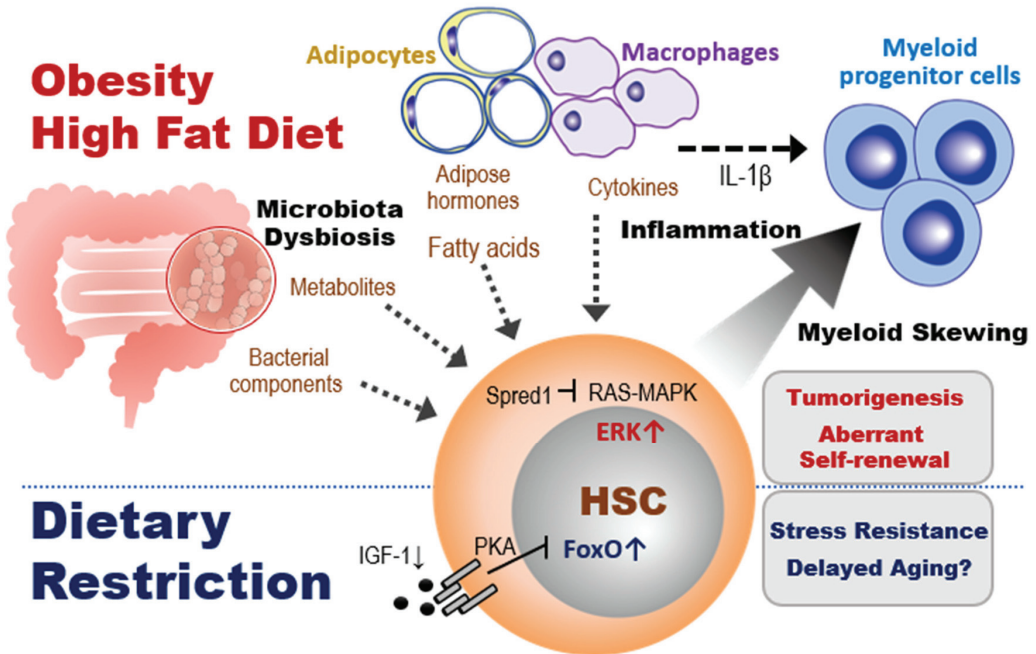 Obesity
High Fat Diet
Adipocytes
Macrophages
Myeloid
progenitor cells
IL-1β
Adipose
hormones
Cytokines
Microbiota
Dysbiosis
Fatty acids
Inflammation
Metabolites
Bacterial
components
Myeloid Skewing
Spred1
RAS-MAPK
ERK↑
Tumorigenesis
Aberrant
Self-renewal
HSC
Dietary
Restriction
IGF-1↓
PKA
FoxO↑
Stress Resistance
Delayed Aging?